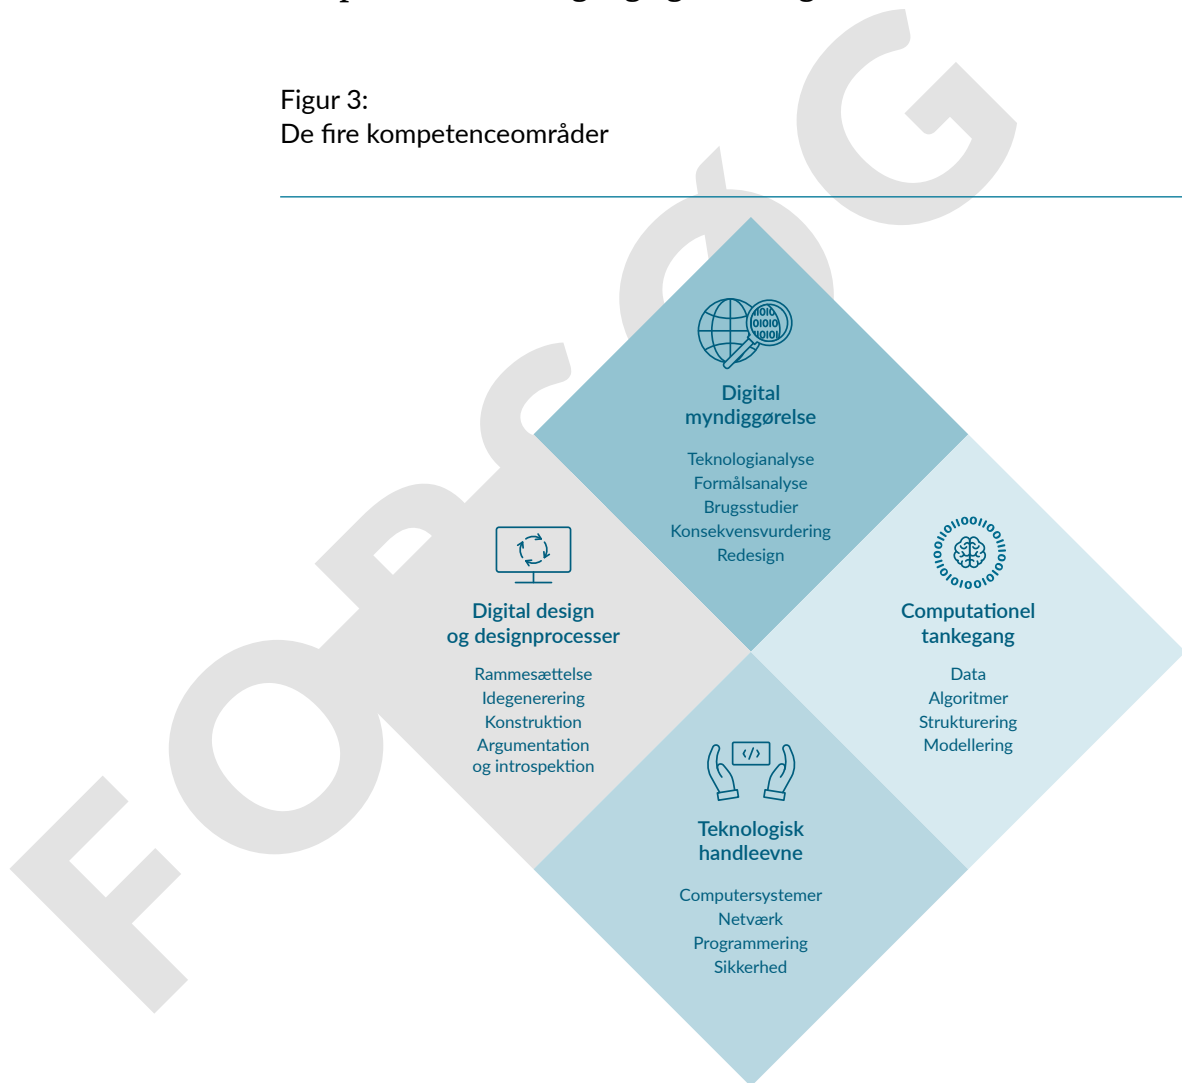 Figur 3:
De fire kompetenceområder
FORSØG
Digital
myndiggørelse
Teknologianalyse
Formålsanalyse
Brugsstudier
Konsekvensvurdering
Redesign
Digital design
og designprocesser
Rammesættelse
Idegenerering
Konstruktion
Argumentation
og introspektion
Computationel
tankegang
Data
Algoritmer
Strukturering
Modellering
Teknologisk
handleevne
Computersystemer
Netværk
Programmering
Sikkerhed